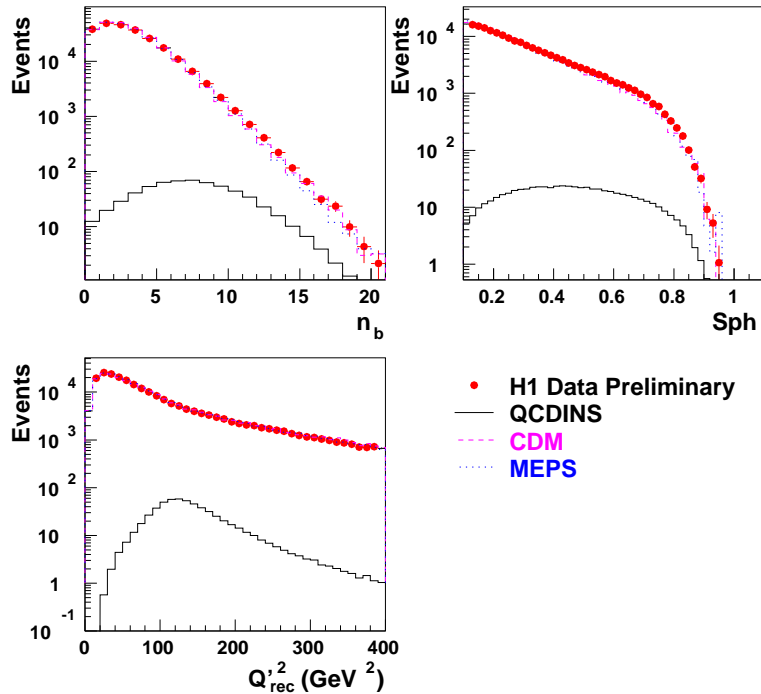 Events
10^4
10^3
10^2
10
0 5 10 15 20
n_b
Events
10^4
10^3
10^2
10
1
0.2 0.4 0.6 0.8 1
Sph
Events
10^4
10^3
10^2
10
1
10^-1
0 100 200 300 400
Q'^2_rec (GeV^2)
H1 Data Preliminary
QCDINS
CDM
MEPS